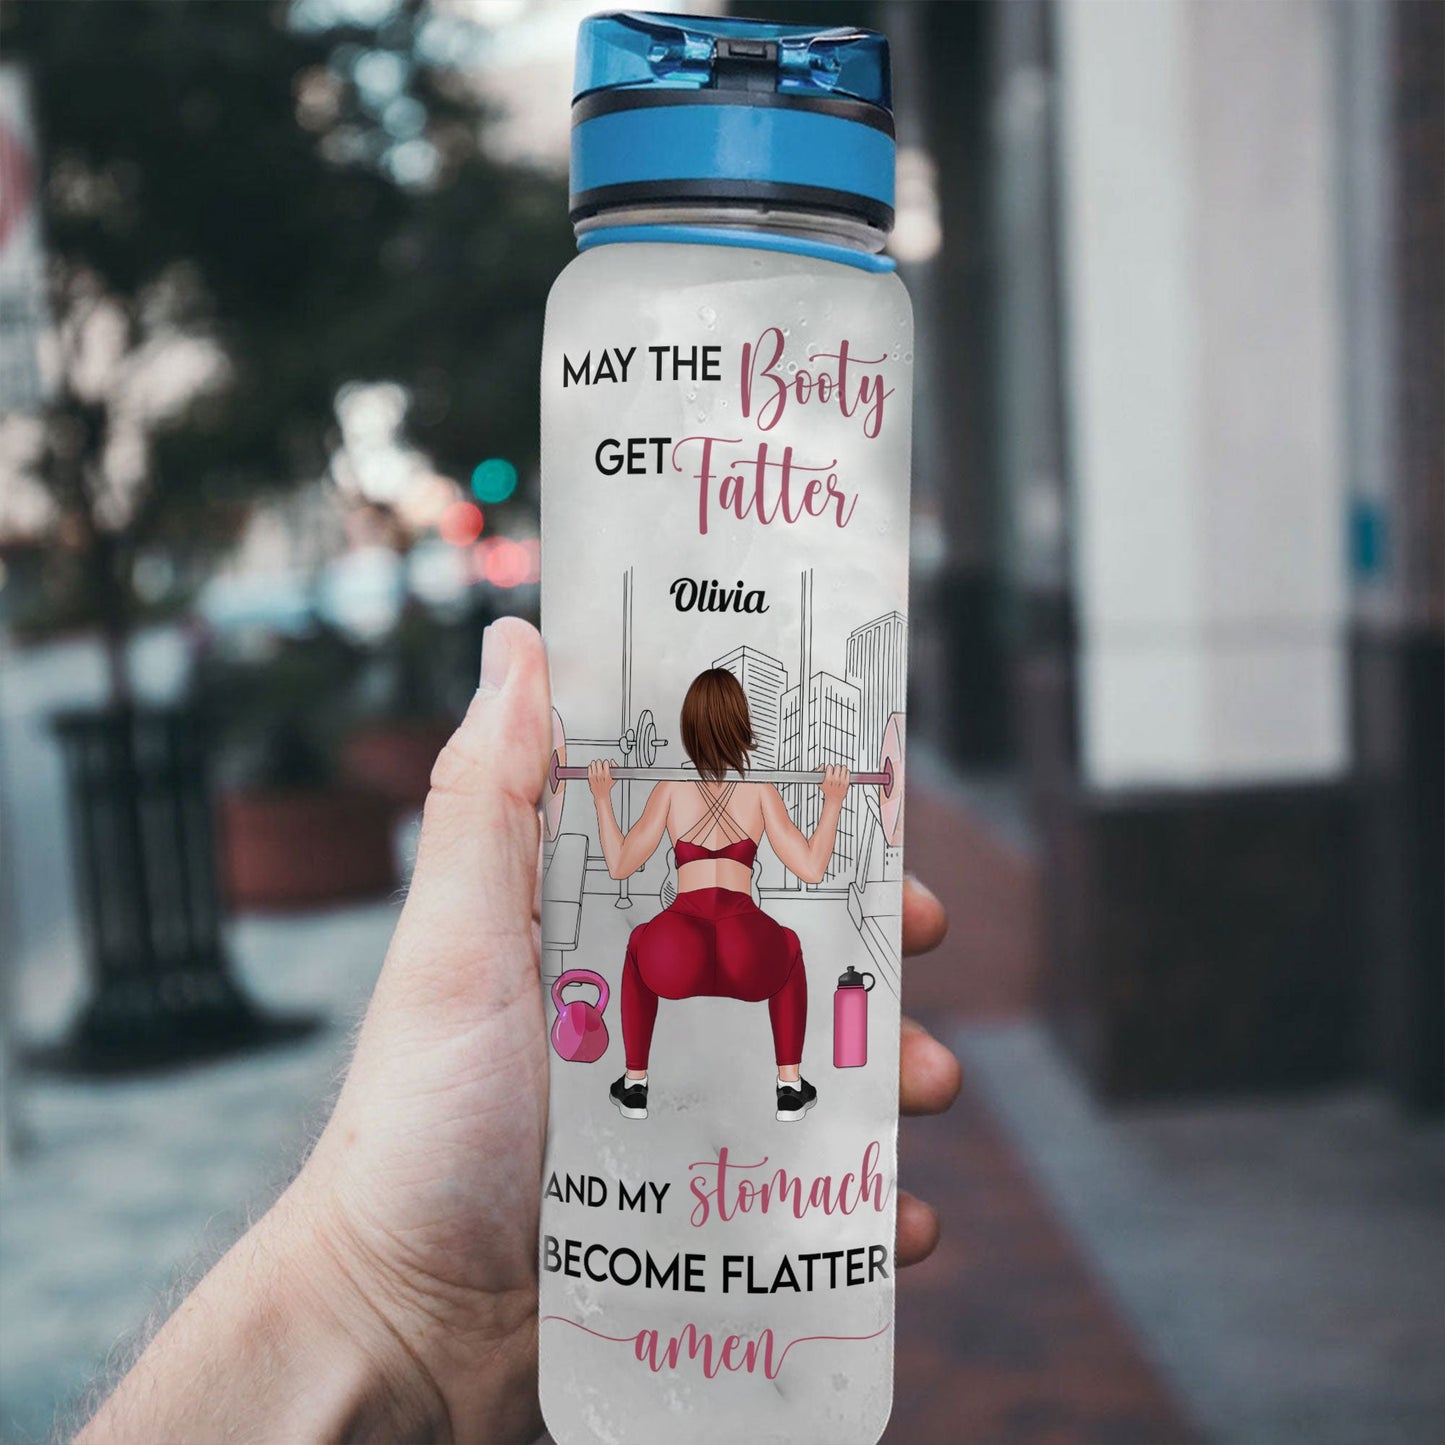 MAY THE Booty
GET Fatter
Olivia
AND MY stomach
BECOME FLATTER
amen